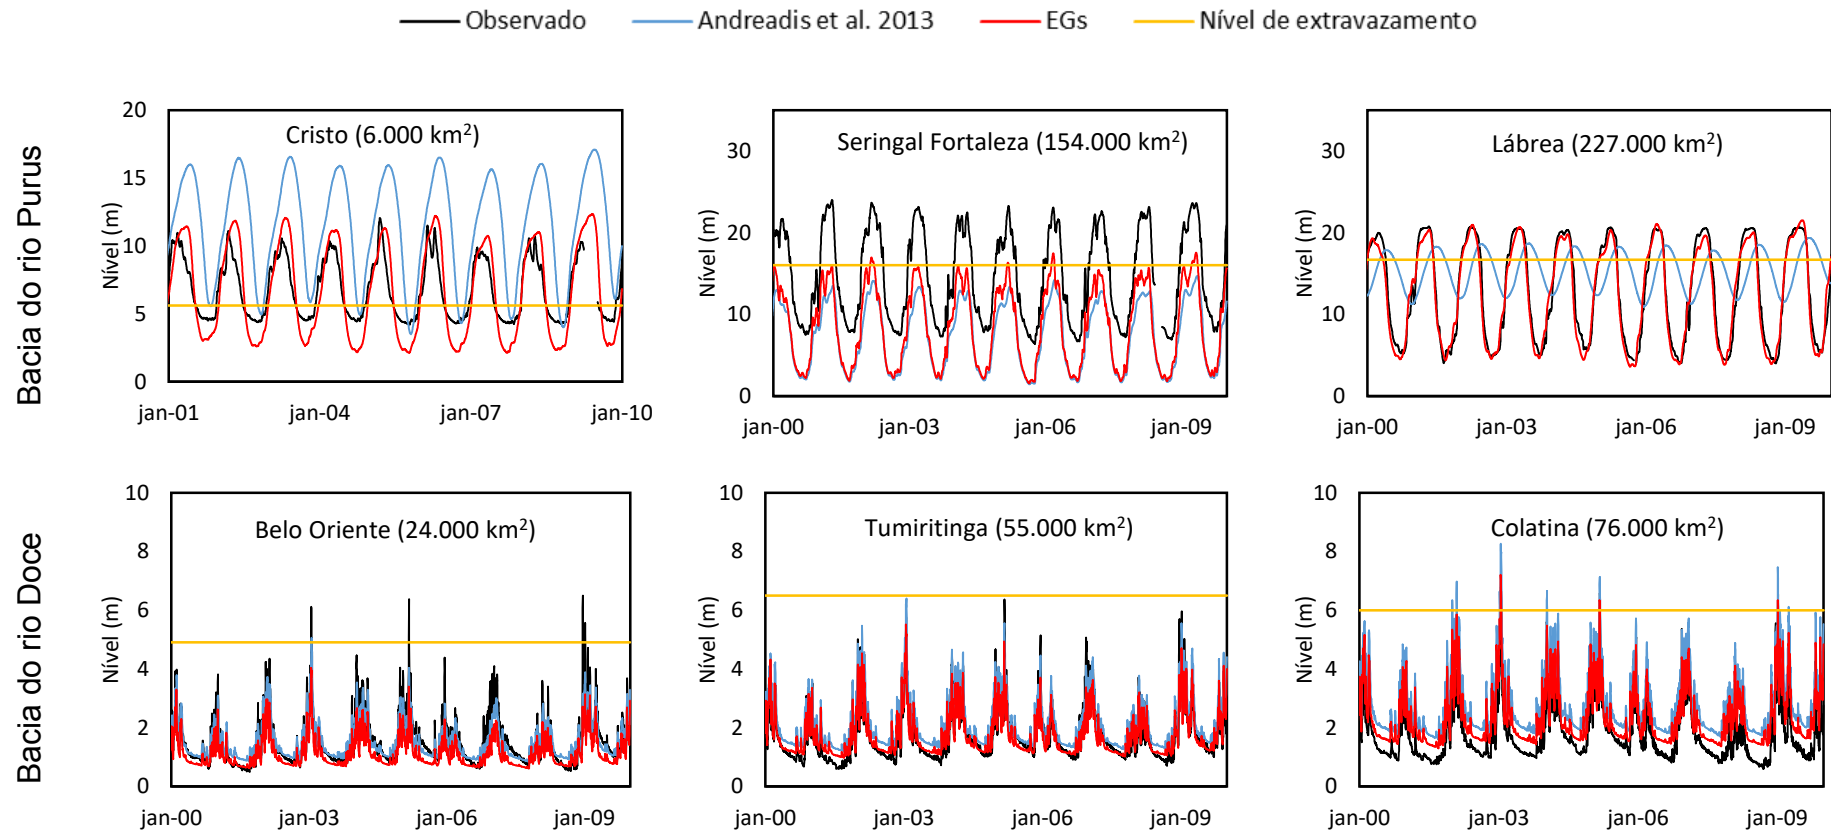 Observado Andreadis et al. 2013 EGs Nível de extravazamento
Bacia do rio Purus
Cristo (6.000 km²)
Nível (m)
20
15
10
5
0
jan-01 jan-04 jan-07 jan-10
Seringal Fortaleza (154.000 km²)
Nível (m)
30
20
10
0
jan-00 jan-03 jan-06 jan-09
Lábrea (227.000 km²)
Nível (m)
30
20
10
0
jan-00 jan-03 jan-06 jan-09
Bacia do rio Doce
Belo Oriente (24.000 km²)
Nível (m)
10
8
6
4
2
0
jan-00 jan-03 jan-06 jan-09
Tumiritinga (55.000 km²)
Nível (m)
10
8
6
4
2
0
jan-00 jan-03 jan-06 jan-09
Colatina (76.000 km²)
Nível (m)
10
8
6
4
2
0
jan-00 jan-03 jan-06 jan-09